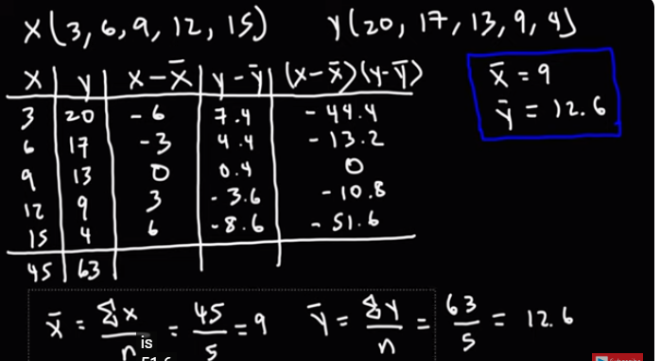 x(3, 6, 9, 12, 15) y(20, 17, 13, 9, 4)
x y x-x̄ y-ȳ (x-x̄)(y-ȳ)
3 20 -6 7.4 -44.4
6 17 -3 4.4 -13.2
9 13 0 0.4 0
12 9 3 -3.6 -10.8
15 4 6 -8.6 -51.6
45 63
x̄ = 9
ȳ = 12.6
x̄ = Σx/n = 45/5 = 9 ȳ = Σy/n = 63/5 = 12.6
is